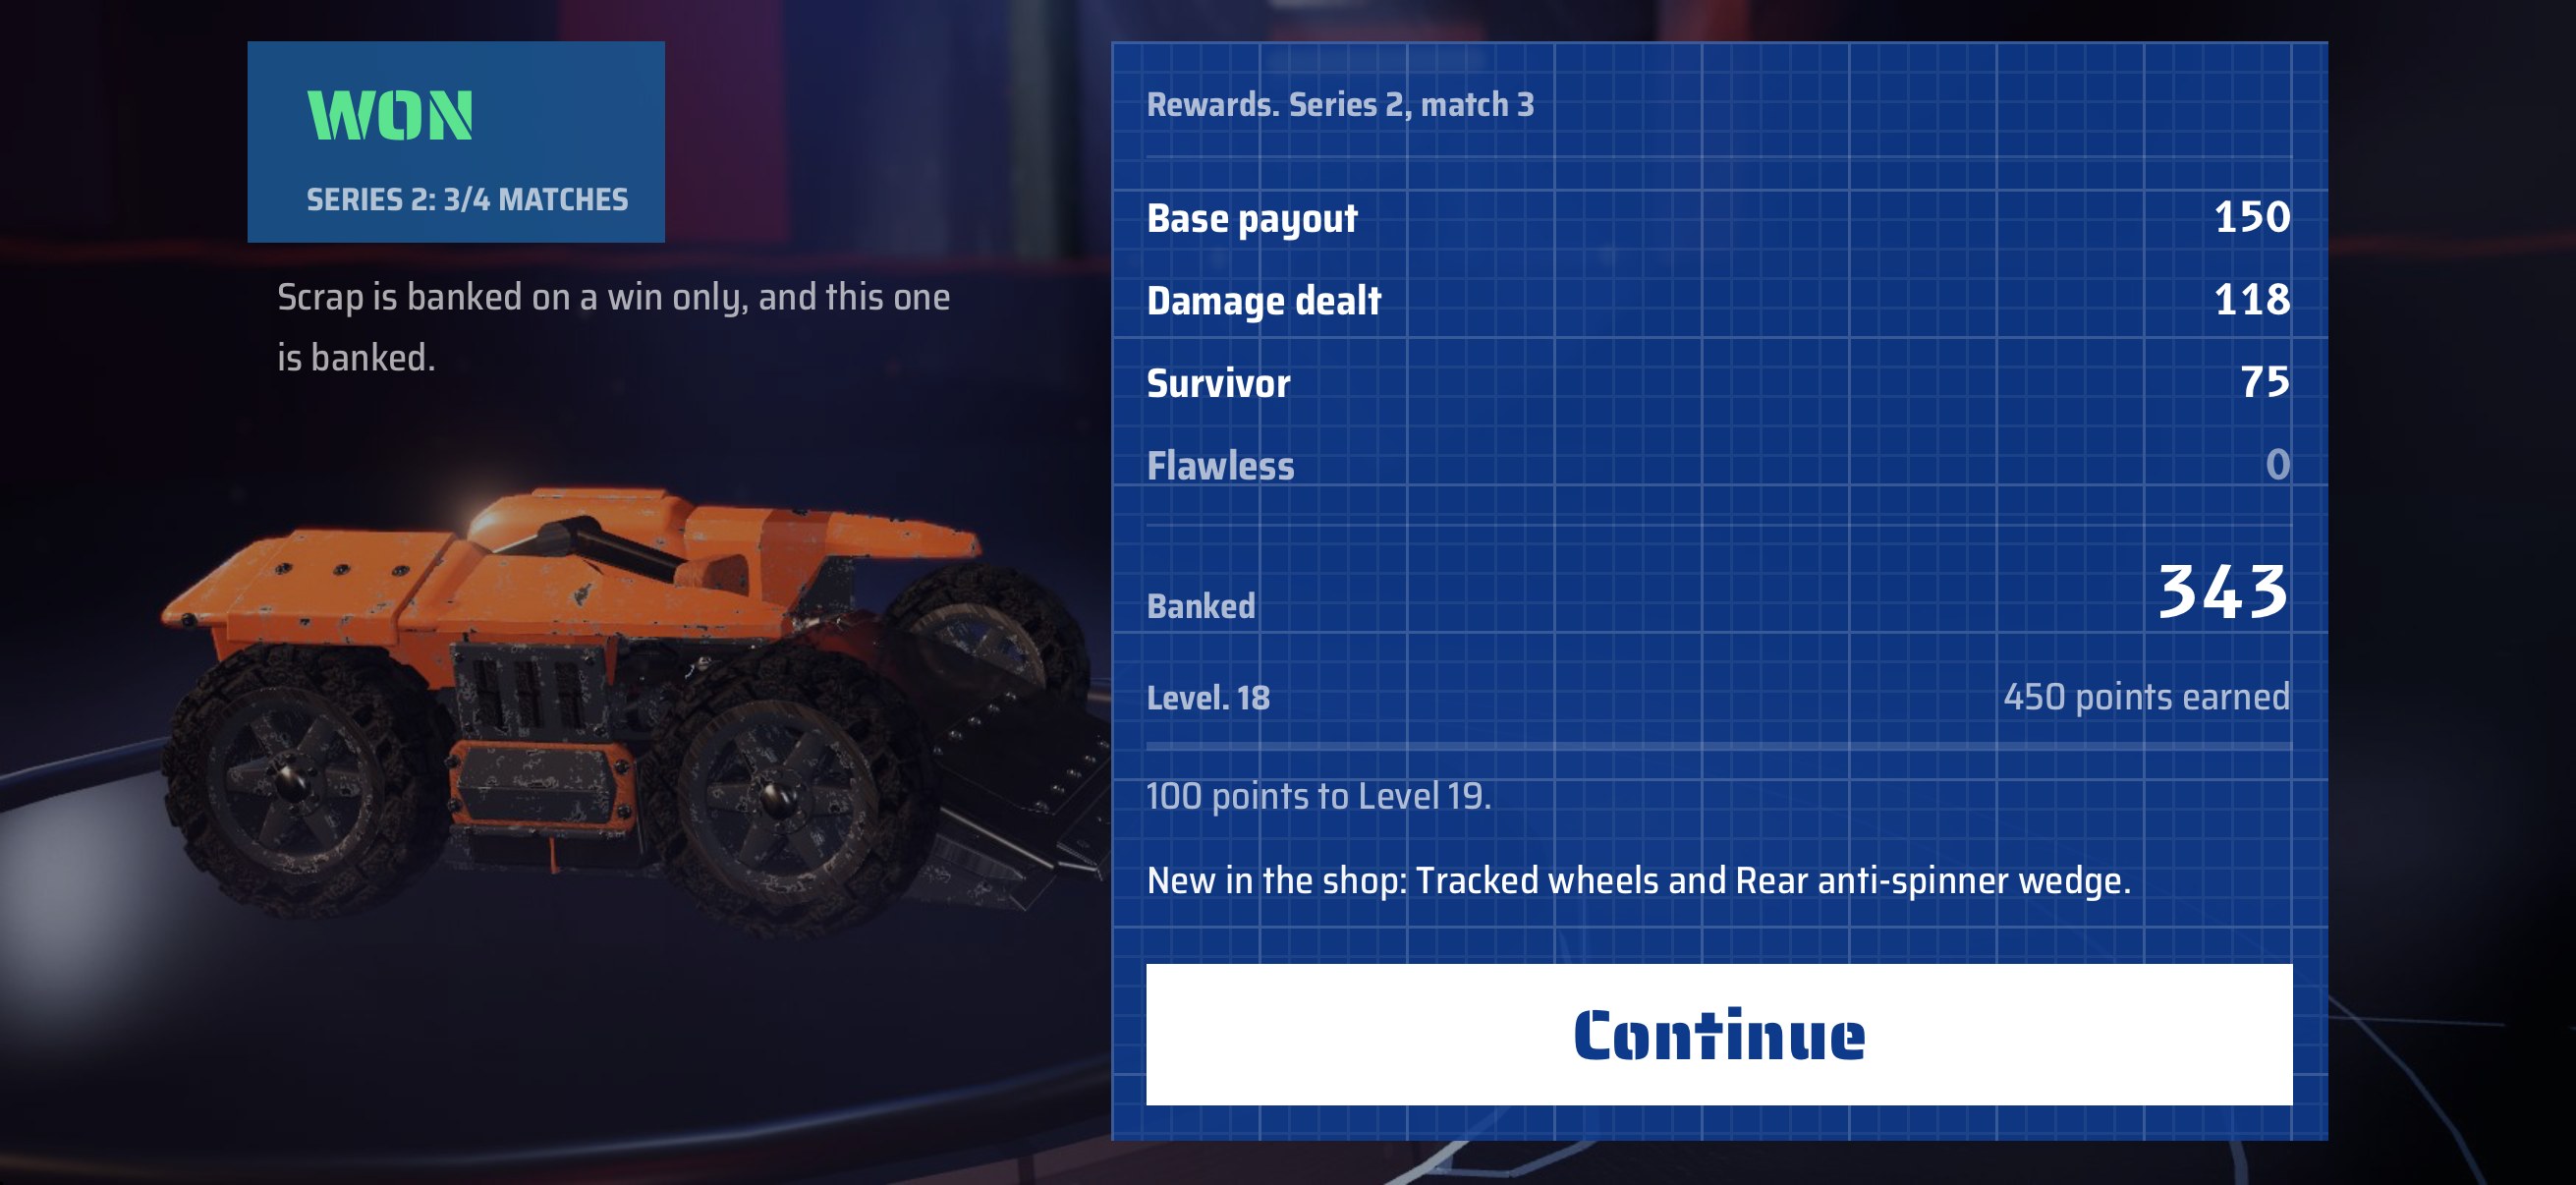 WON
SERIES 2: 3/4 MATCHES
Scrap is banked on a win only, and this one
is banked.
Rewards. Series 2, match 3
Base payout 150
Damage dealt 118
Survivor 75
Flawless 0
Banked 343
Level. 18 450 points earned
100 points to Level 19.
New in the shop: Tracked wheels and Rear anti-spinner wedge.
Continue